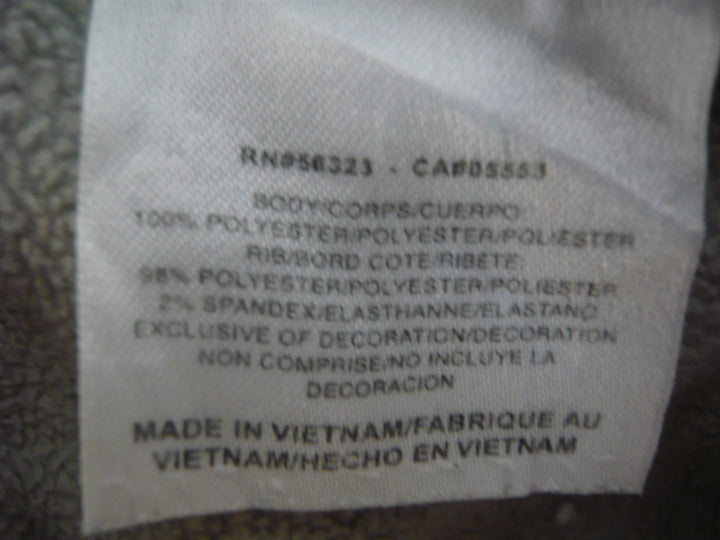 RN#56323 - CA#05553
BODY/CORPS/CUERPO:
100% POLYESTER/POLYESTER/POLIESTER
RIB/BORD COTE/RIBETE:
98% POLYESTER/POLYESTER/POLIESTER
2% SPANDEX/ELASTHANNE/ELASTANO
EXCLUSIVE OF DECORATION/DECORATION
NON COMPRISE/NO INCLUYE LA
DECORACION
MADE IN VIETNAM/FABRIQUE AU
VIETNAM/HECHO EN VIETNAM